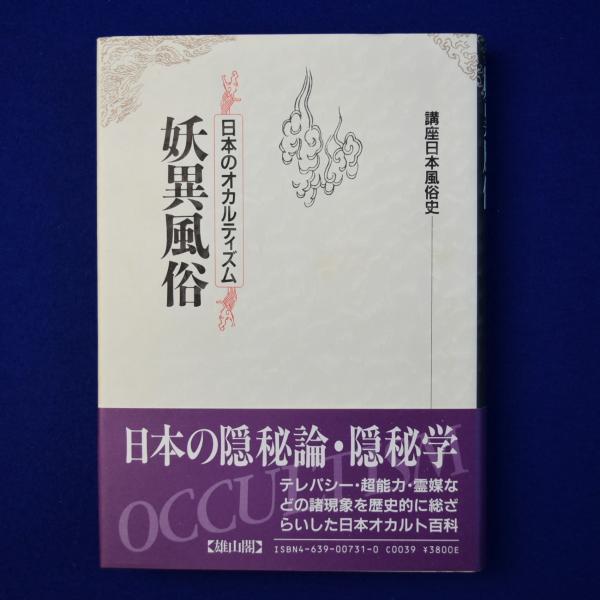 講座日本風俗史
日本のオカルティズム
妖異風俗
日本の隠秘論・隠秘学
OCCULTISM
テレパシー・超能力・霊媒な
どの諸現象を歴史的に総ざ
らいした日本オカルト百科
【雄山閣】
ISBN4-639-00731-0 C0039 ¥3800E